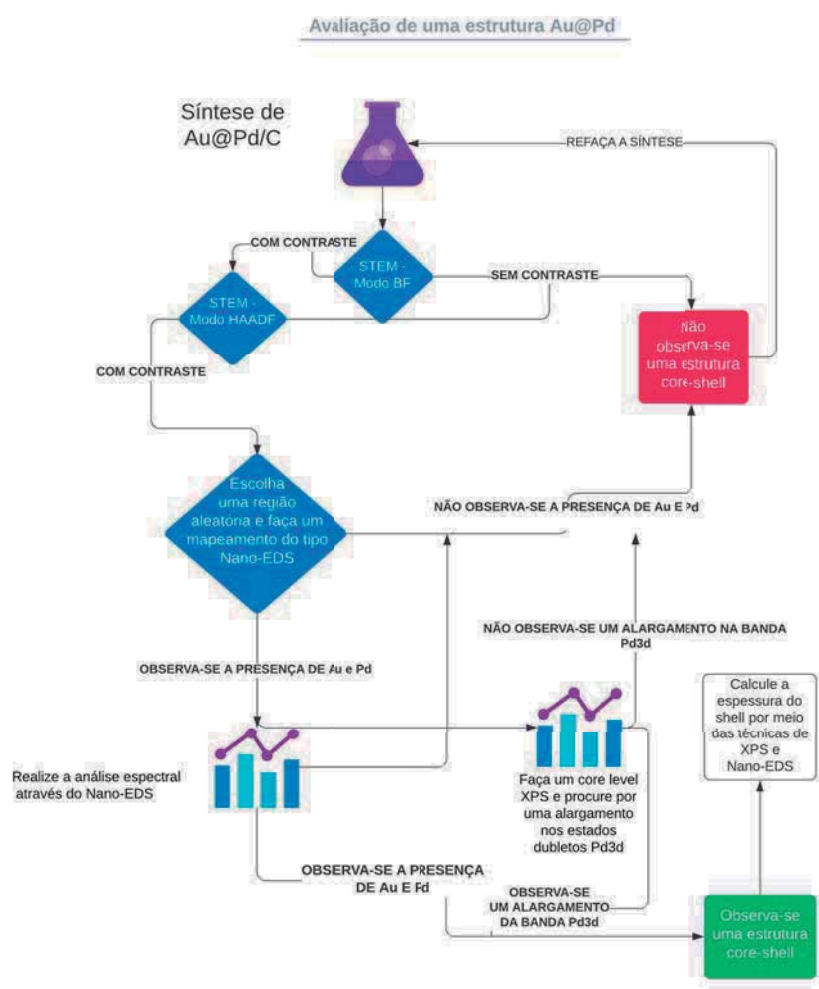 Avaliação de uma estrutura Au@Pd
Síntese de
Au@Pd/C
REFAÇA A SÍNTESE
COM CONTRASTE
STEM -
Modo BF
SEM CONTRASTE
STEM -
Modo HAADF
Não
observa-se
uma estrutura
core-shell
COM CONTRASTE
Escolha
uma região
aleatória e faça um
mapeamento do tipo
Nano-EDS
NÃO OBSERVA-SE A PRESENÇA DE Au E Pd
NÃO OBSERVA-SE UM ALARGAMENTO NA BANDA
Pd3d
OBSERVA-SE A PRESENÇA DE Au e Pd
Calcule a
espessura do
shell por meio
das técnicas de
XPS e
Nano-EDS
Realize a análise espectral
através do Nano-EDS
Faça um core level
XPS e procure por
uma alargamento
nos estados
dubletos Pd3d
OBSERVA-SE A PRESENÇA
DE Au E Pd
OBSERVA-SE
UM ALARGAMENTO
DA BANDA Pd3d
Observa-se
uma estrutura
core-shell